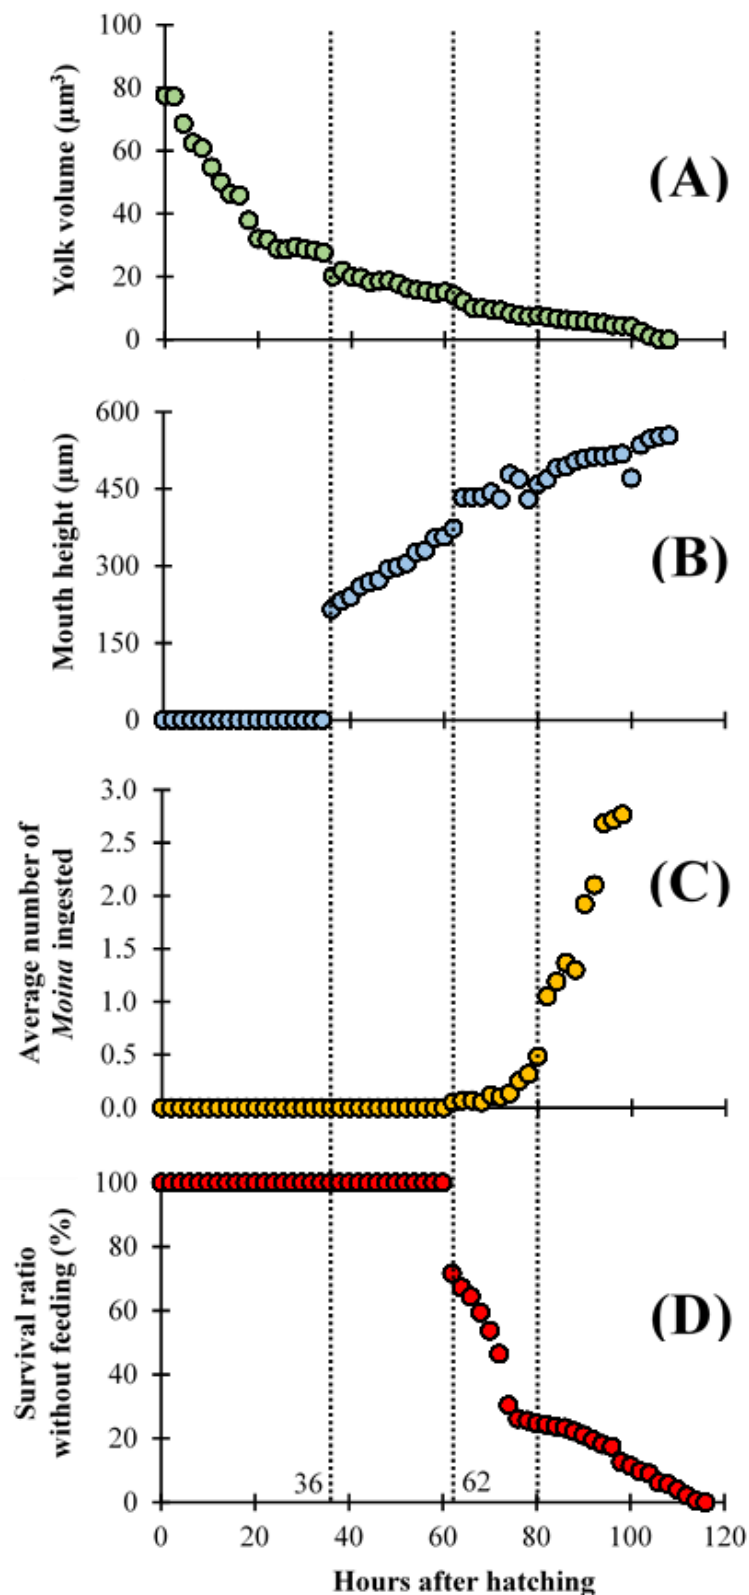 100
80
60
40
20
0
Yolk volume (μm³)
(A)
600
450
300
150
0
Mouth height (μm)
(B)
3.0
2.5
2.0
1.5
1.0
0.5
0.0
Average number of
Moina ingested
(C)
100
80
60
40
20
0
Survival ratio
without feeding (%)
(D)
36
62
0 20 40 60 80 100 120
Hours after hatching